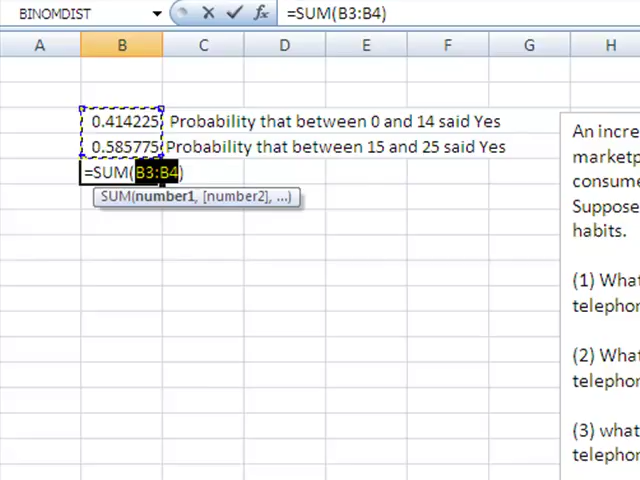 BINOMDIST
=SUM(B3:B4)
A B C D E F G H
0.414225 Probability that between 0 and 14 said Yes
0.585775 Probability that between 15 and 25 said Yes
=SUM(B3:B4)
SUM(number1, [number2], ...)
An incre
marketp
consume
Suppose
habits.
(1) What
telephon
(2) What
telephon
(3) what
telephon